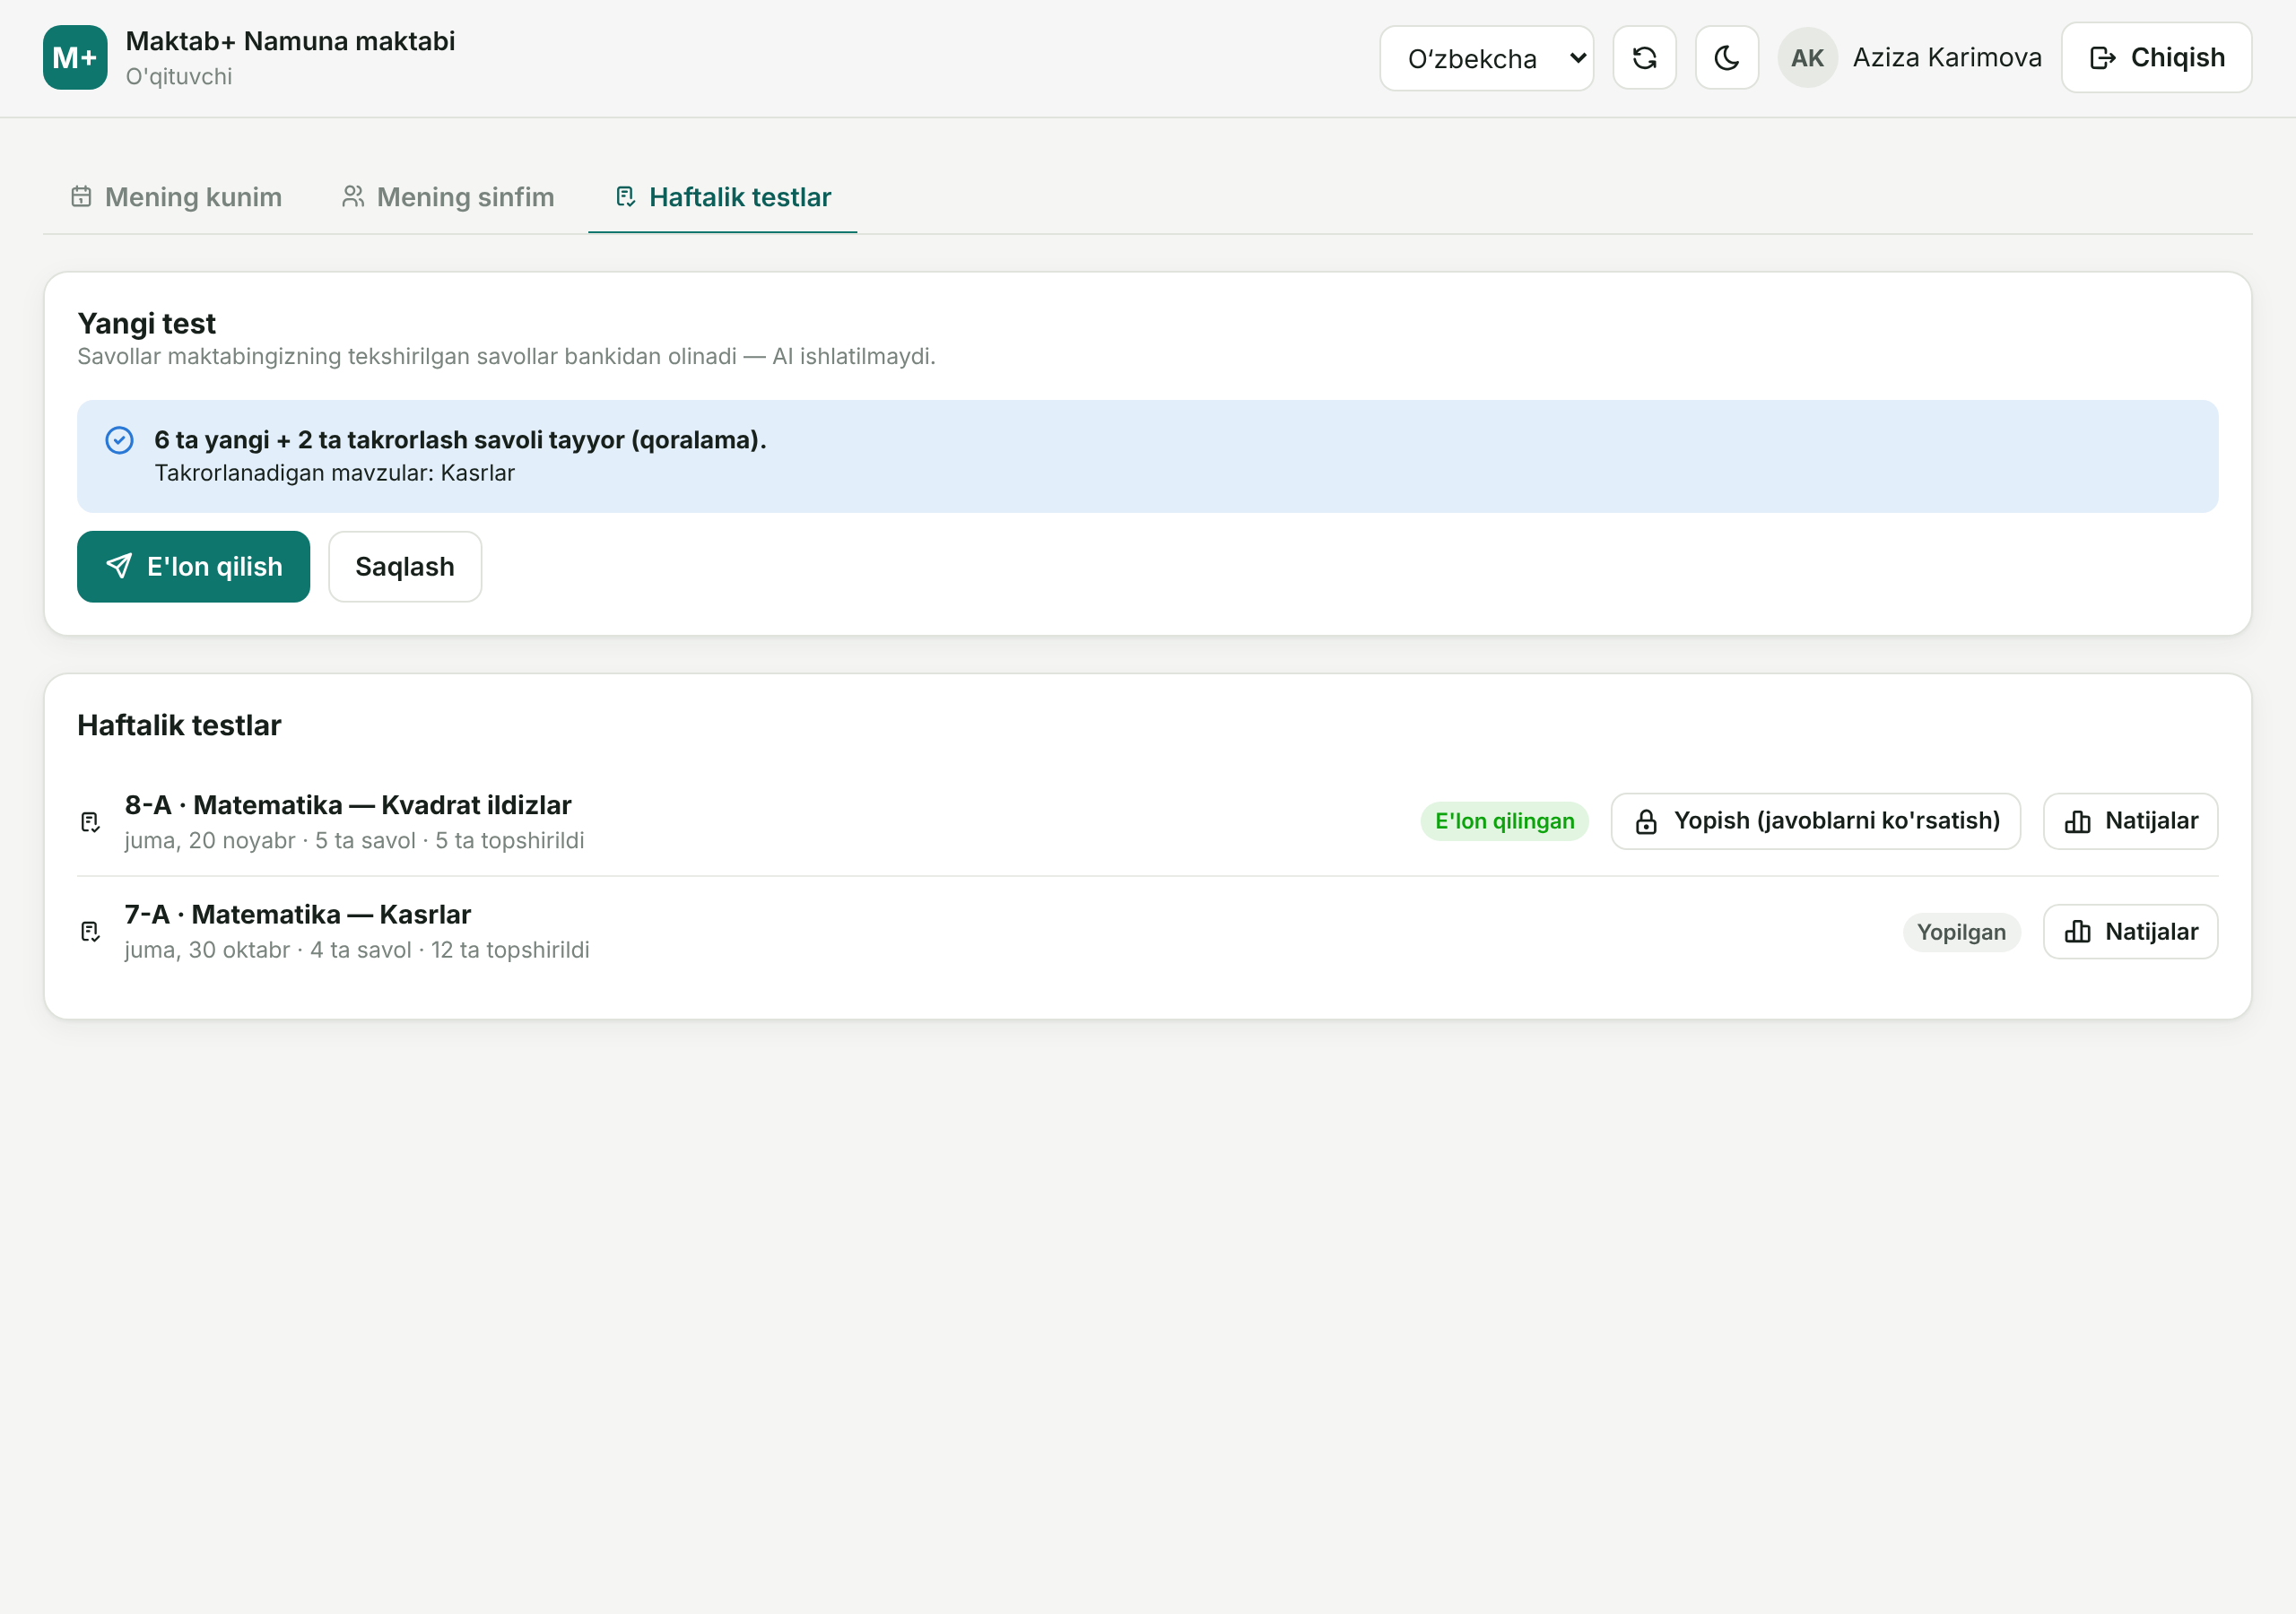 M+
Maktab+ Namuna maktabi
O'qituvchi
Oʻzbekcha
AK
Aziza Karimova
Chiqish
Mening kunim
Mening sinfim
Haftalik testlar
Yangi test
Savollar maktabingizning tekshirilgan savollar bankidan olinadi — AI ishlatilmaydi.
6 ta yangi + 2 ta takrorlash savoli tayyor (qoralama).
Takrorlanadigan mavzular: Kasrlar
E'lon qilish
Saqlash
Haftalik testlar
8-A · Matematika — Kvadrat ildizlar
juma, 20 noyabr · 5 ta savol · 5 ta topshirildi
E'lon qilingan
Yopish (javoblarni ko'rsatish)
Natijalar
7-A · Matematika — Kasrlar
juma, 30 oktabr · 4 ta savol · 12 ta topshirildi
Yopilgan
Natijalar